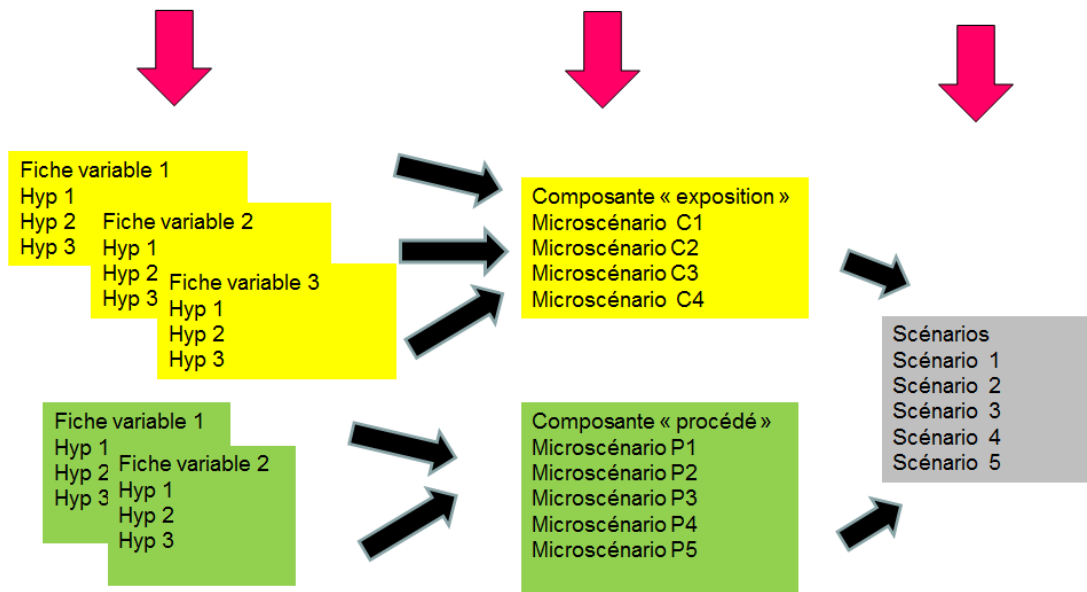 Fiche variable 1
Hyp 1
Hyp 2
Hyp 3
Fiche variable 2
Hyp 1
Hyp 2
Hyp 3
Fiche variable 3
Hyp 1
Hyp 2
Hyp 3
Composante « exposition »
Microscénario C1
Microscénario C2
Microscénario C3
Microscénario C4
Fiche variable 1
Hyp 1
Hyp 2
Hyp 3
Fiche variable 2
Hyp 1
Hyp 2
Hyp 3
Composante « procédé »
Microscénario P1
Microscénario P2
Microscénario P3
Microscénario P4
Microscénario P5
Scénarios
Scénario 1
Scénario 2
Scénario 3
Scénario 4
Scénario 5